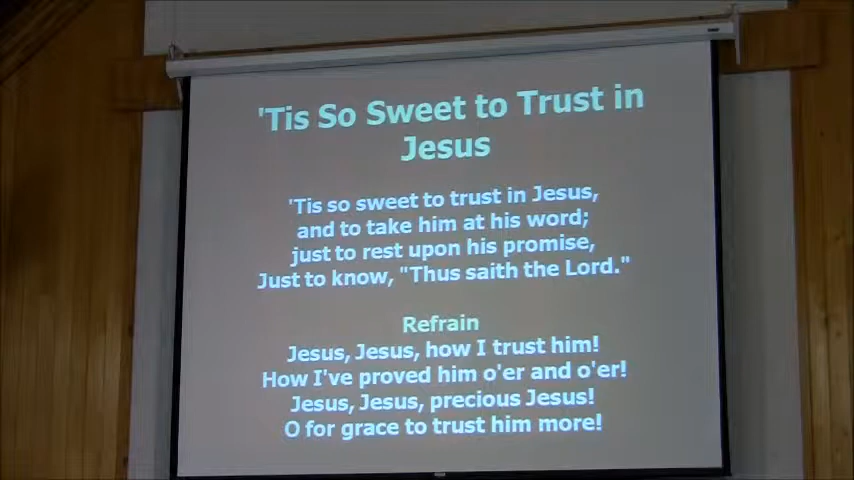 'Tis So Sweet to Trust in
Jesus
'Tis so sweet to trust in Jesus,
and to take him at his word;
just to rest upon his promise,
Just to know, "Thus saith the Lord."
Refrain
Jesus, Jesus, how I trust him!
How I've proved him o'er and o'er!
Jesus, Jesus, precious Jesus!
O for grace to trust him more!